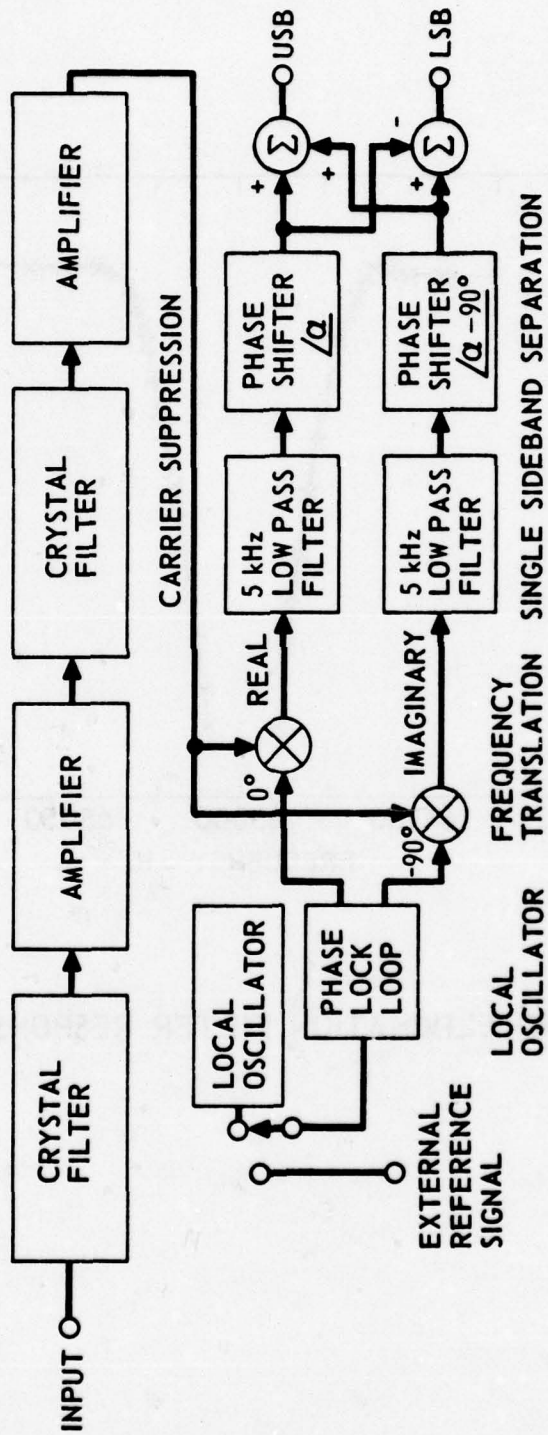 INPUT
CRYSTAL
FILTER
AMPLIFIER
CRYSTAL
FILTER
AMPLIFIER
CARRIER SUPPRESSION
LOCAL
OSCILLATOR
PHASE
LOCK
LOOP
EXTERNAL
REFERENCE
SIGNAL
0°
REAL
-90°
IMAGINARY
5 kHz
LOW PASS
FILTER
PHASE
SHIFTER
/α
+
+
Σ
USB
5 kHz
LOW PASS
FILTER
PHASE
SHIFTER
/α -90°
+
-
Σ
LSB
LOCAL
OSCILLATOR
FREQUENCY
TRANSLATION
SINGLE SIDEBAND SEPARATION